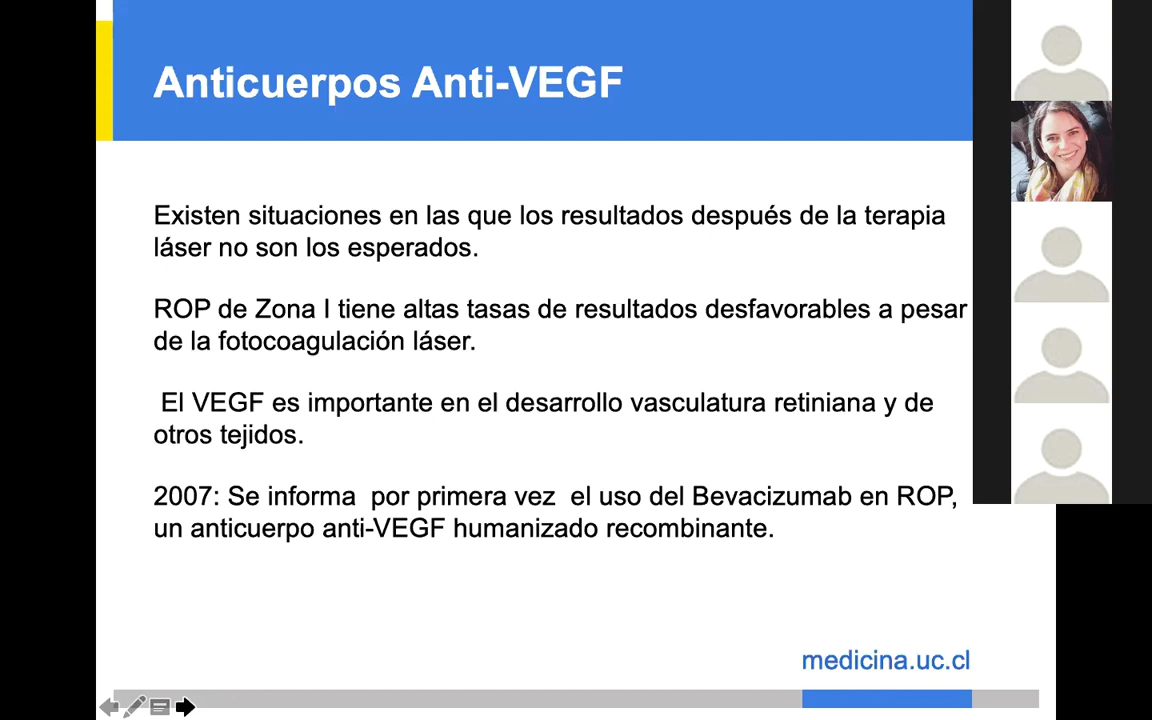 Anticuerpos Anti-VEGF
Existen situaciones en las que los resultados después de la terapia
láser no son los esperados.
ROP de Zona I tiene altas tasas de resultados desfavorables a pesar
de la fotocoagulación láser.
El VEGF es importante en el desarrollo vasculatura retiniana y de
otros tejidos.
2007: Se informa por primera vez el uso del Bevacizumab en ROP,
un anticuerpo anti-VEGF humanizado recombinante.
medicina.uc.cl